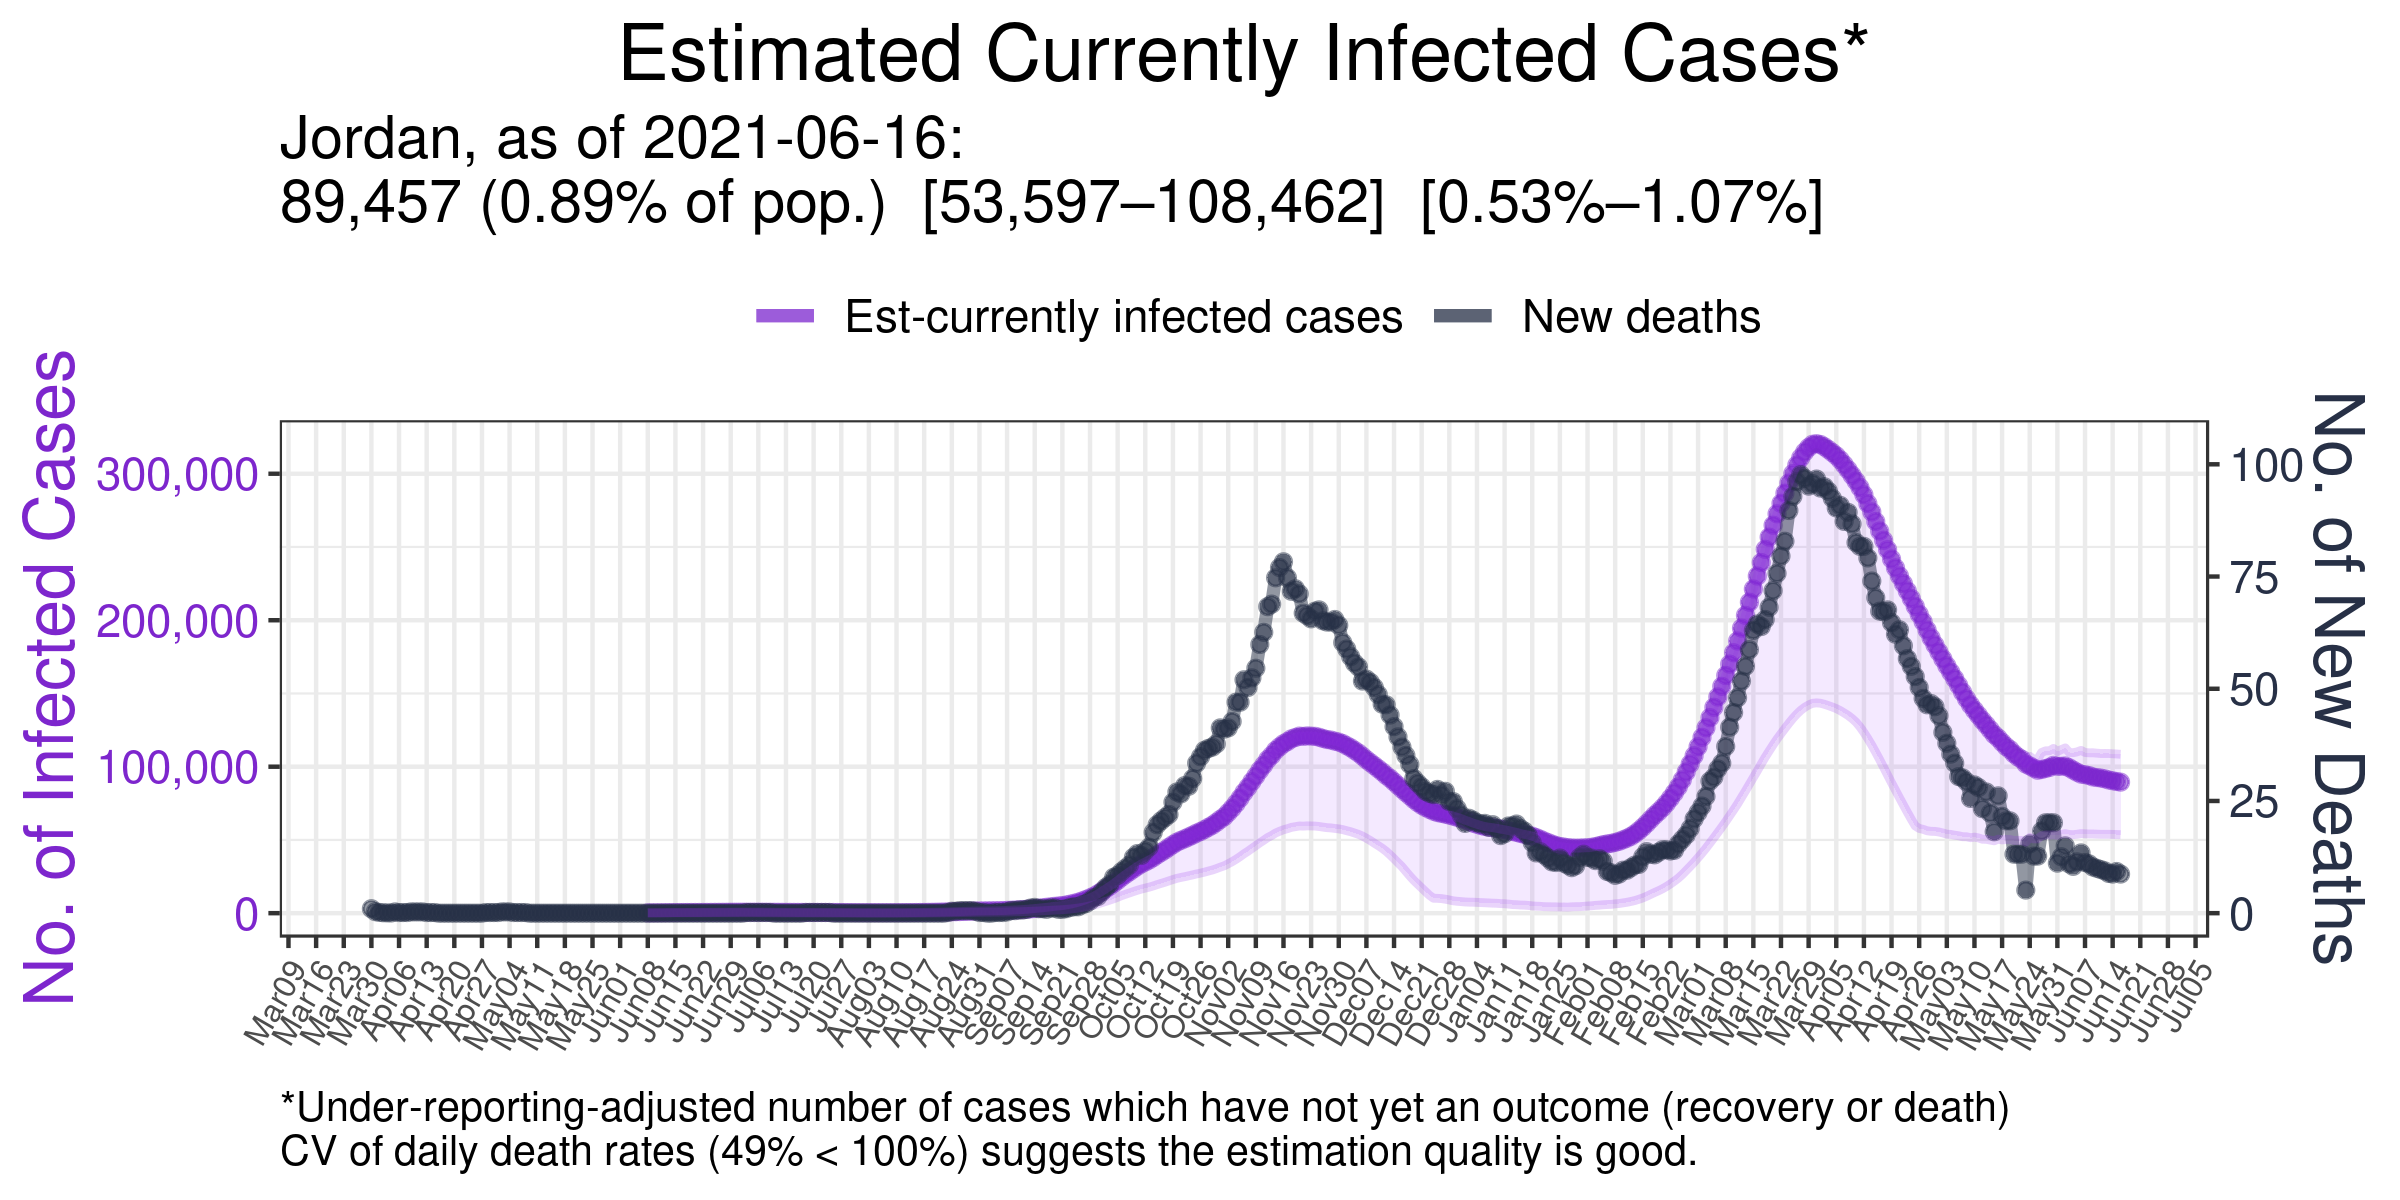 Estimated Currently Infected Cases*
Jordan, as of 2021-06-16:
89,457 (0.89% of pop.) [53,597–108,462] [0.53%–1.07%]
Est-currently infected cases New deaths
No. of Infected Cases
300,000
200,000
100,000
0
No. of New Deaths
100
75
50
25
0
Mar09 Mar16 Mar23 Mar30 Apr06 Apr13 Apr20 Apr27 May04 May11 May18 May25 Jun01 Jun08 Jun15 Jun22 Jun29 Jul06 Jul13 Jul20 Jul27 Aug03 Aug10 Aug17 Aug24 Aug31 Sep07 Sep14 Sep21 Sep28 Oct05 Oct12 Oct19 Oct26 Nov02 Nov09 Nov16 Nov23 Nov30 Dec07 Dec14 Dec21 Dec28 Jan04 Jan11 Jan18 Jan25 Feb01 Feb08 Feb15 Feb22 Mar01 Mar08 Mar15 Mar22 Mar29 Apr05 Apr12 Apr19 Apr26 May03 May10 May17 May24 May31 Jun07 Jun14 Jun21 Jun28 Jul05
*Under-reporting-adjusted number of cases which have not yet an outcome (recovery or death)
CV of daily death rates (49% < 100%) suggests the estimation quality is good.